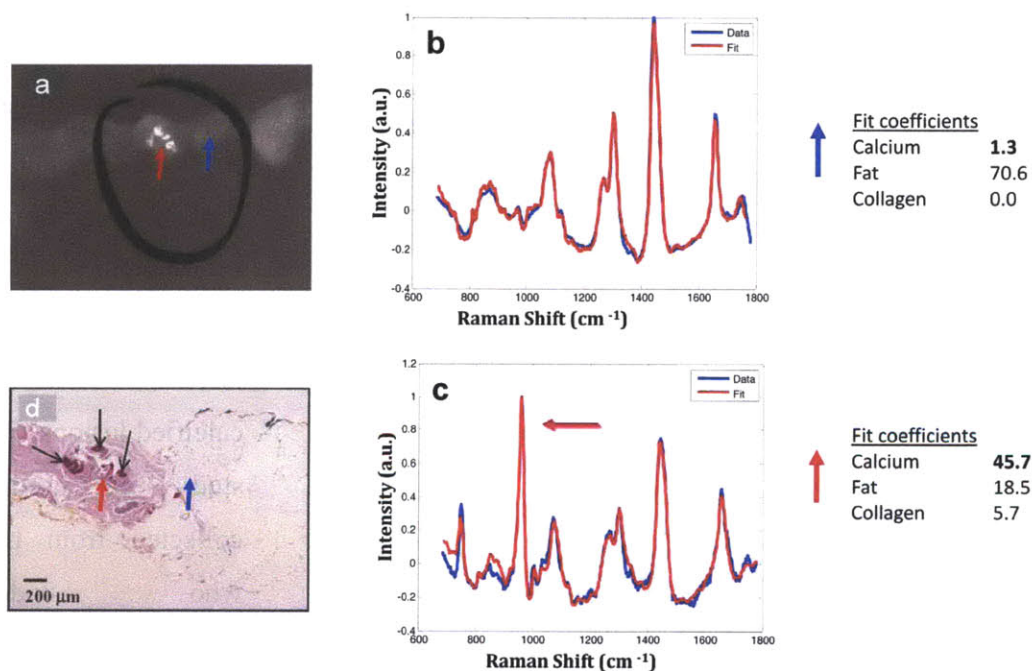 a
b
1
0.8
0.6
0.4
0.2
0
-0.2
-0.4
600 800 1000 1200 1400 1600 1800
Intensity (a.u.)
Raman Shift (cm -1)
Data
Fit
Fit coefficients
Calcium 1.3
Fat 70.6
Collagen 0.0
d
200 μm
c
1.2
1
0.8
0.6
0.4
0.2
0
-0.2
-0.4
600 800 1000 1200 1400 1600 1800
Intensity (a.u.)
Raman Shift (cm -1)
Data
Fit
Fit coefficients
Calcium 45.7
Fat 18.5
Collagen 5.7